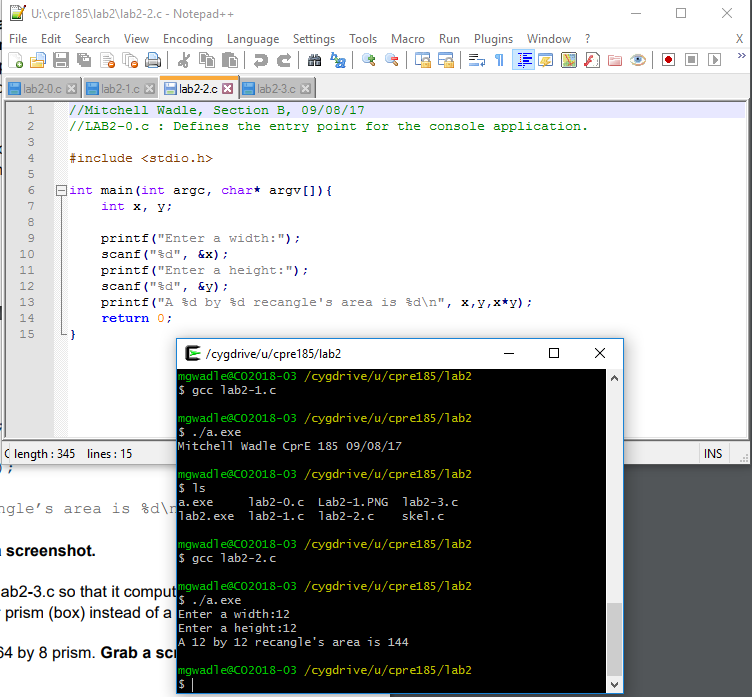 U:\cpre185\lab2\lab2-2.c - Notepad++
File Edit Search View Encoding Language Settings Tools Macro Run Plugins Window ? X
lab2-0.c lab2-1.c lab2-2.c lab2-3.c
1 //Mitchell Wadle, Section B, 09/08/17
2 //LAB2-0.c : Defines the entry point for the console application.
3
4 #include <stdio.h>
5
6 int main(int argc, char* argv[]){
7 int x, y;
8
9 printf("Enter a width:");
10 scanf("%d", &x);
11 printf("Enter a height:");
12 scanf("%d", &y);
13 printf("A %d by %d recangle's area is %d\n", x,y,x*y);
14 return 0;
15 }
length : 345 lines : 15 INS
);
ngle's area is %d\n
a screenshot.
lab2-3.c so that it comput
r prism (box) instead of a
64 by 8 prism. Grab a scr
/cygdrive/u/cpre185/lab2
mgwadle@CO2018-03 /cygdrive/u/cpre185/lab2
$ gcc lab2-1.c
mgwadle@CO2018-03 /cygdrive/u/cpre185/lab2
$ ./a.exe
Mitchell Wadle CprE 185 09/08/17
mgwadle@CO2018-03 /cygdrive/u/cpre185/lab2
$ ls
a.exe lab2-0.c Lab2-1.PNG lab2-3.c
lab2.exe lab2-1.c lab2-2.c skel.c
mgwadle@CO2018-03 /cygdrive/u/cpre185/lab2
$ gcc lab2-2.c
mgwadle@CO2018-03 /cygdrive/u/cpre185/lab2
$ ./a.exe
Enter a width:12
Enter a height:12
A 12 by 12 recangle's area is 144
mgwadle@CO2018-03 /cygdrive/u/cpre185/lab2
$